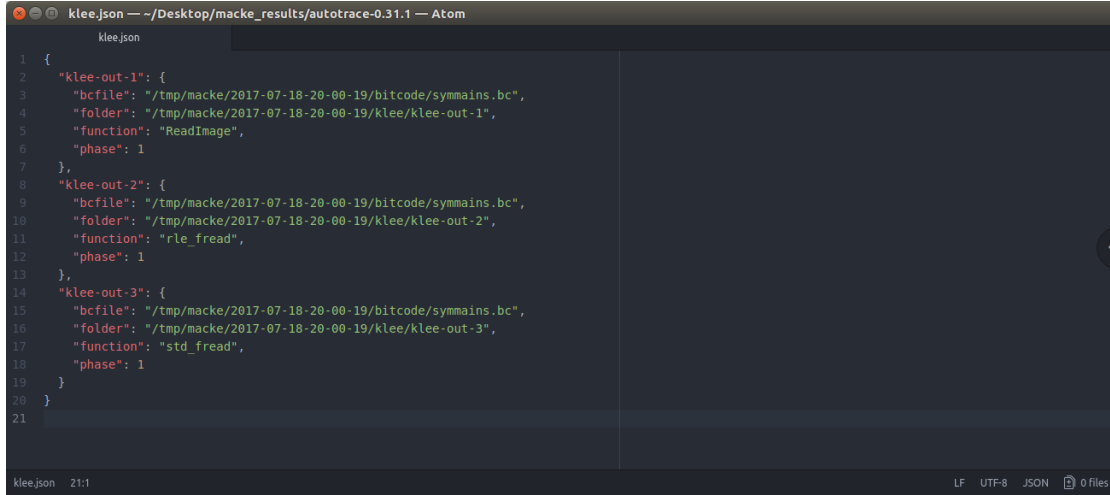 klee.json — ~/Desktop/macke_results/autotrace-0.31.1 — Atom
klee.json
1 {
2   "klee-out-1": {
3     "bcfile": "/tmp/macke/2017-07-18-20-00-19/bitcode/symmains.bc",
4     "folder": "/tmp/macke/2017-07-18-20-00-19/klee/klee-out-1",
5     "function": "ReadImage",
6     "phase": 1
7   },
8   "klee-out-2": {
9     "bcfile": "/tmp/macke/2017-07-18-20-00-19/bitcode/symmains.bc",
10     "folder": "/tmp/macke/2017-07-18-20-00-19/klee/klee-out-2",
11     "function": "rle_fread",
12     "phase": 1
13   },
14   "klee-out-3": {
15     "bcfile": "/tmp/macke/2017-07-18-20-00-19/bitcode/symmains.bc",
16     "folder": "/tmp/macke/2017-07-18-20-00-19/klee/klee-out-3",
17     "function": "std_fread",
18     "phase": 1
19   }
20 }
21
klee.json 21:1 LF UTF-8 JSON 0 files